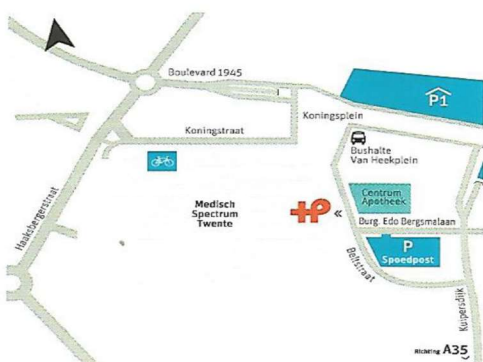 Boulevard 1945
P1
Koningsplein
Koningstraat
Bushalte
Van Heekplein
Haaksbergerstraat
Medisch
Spectrum
Twente
Centrum
Apotheek
Burg. Edo Bergsmalaan
P
Spoedpost
Beltstraat
Kuipersdijk
Richting A35